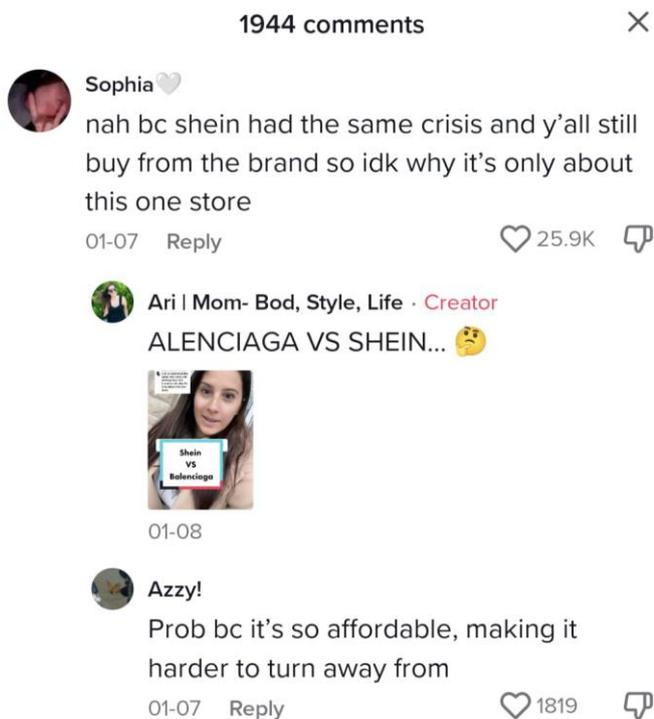 1944 comments
Sophia🤍
nah bc shein had the same crisis and y’all still
buy from the brand so idk why it’s only about
this one store
01-07 Reply 25.9K
Ari | Mom- Bod, Style, Life · Creator
ALENCIAGA VS SHEIN... 🤔
Shein
VS
Balenciaga
01-08
Azzy!
Prob bc it’s so affordable, making it
harder to turn away from
01-07 Reply 1819